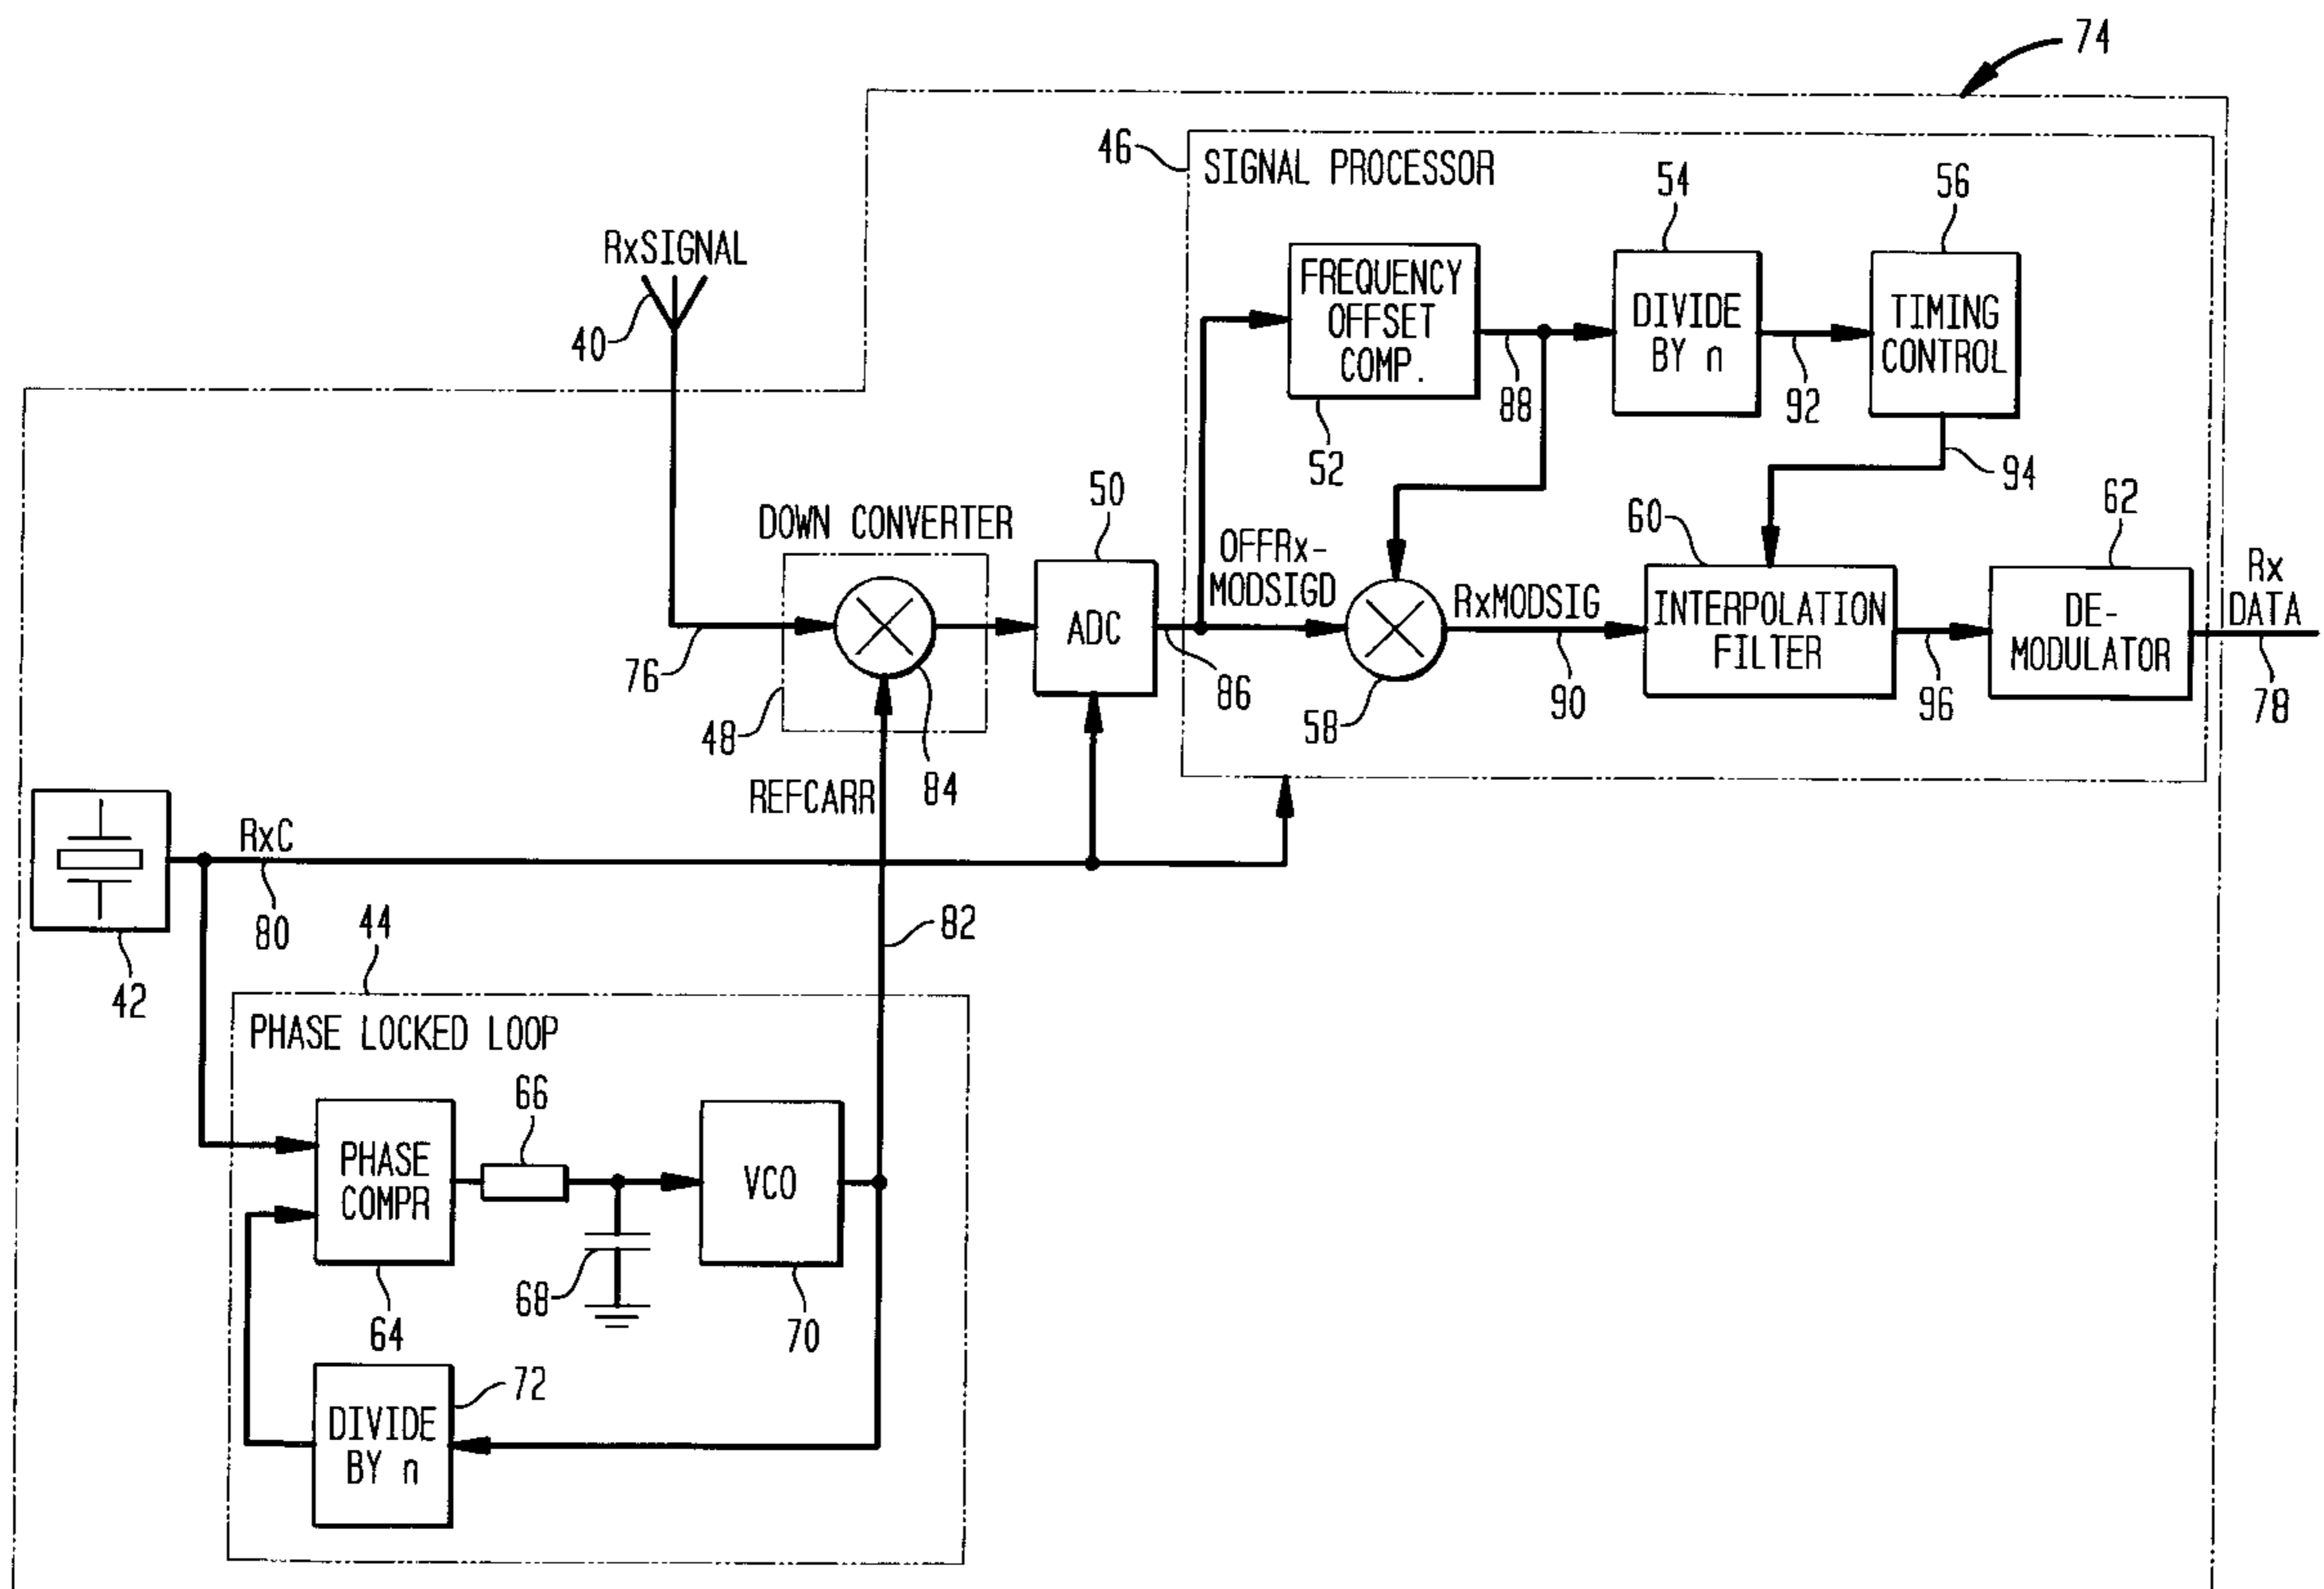 74
46
SIGNAL PROCESSOR
54
56
RxSIGNAL
40
FREQUENCY
OFFSET
COMP.
52
88
DIVIDE
BY n
92
TIMING
CONTROL
94
DOWN CONVERTER
50
ADC
76
48
84
86
OFFRx-
MODSIGD
58
RxMODSIG
90
60
INTERPOLATION
FILTER
96
62
DE-
MODULATOR
Rx
DATA
78
REFCARR
RxC
80
42
82
44
PHASE LOCKED LOOP
66
PHASE
COMPR
64
68
VCO
70
72
DIVIDE
BY n